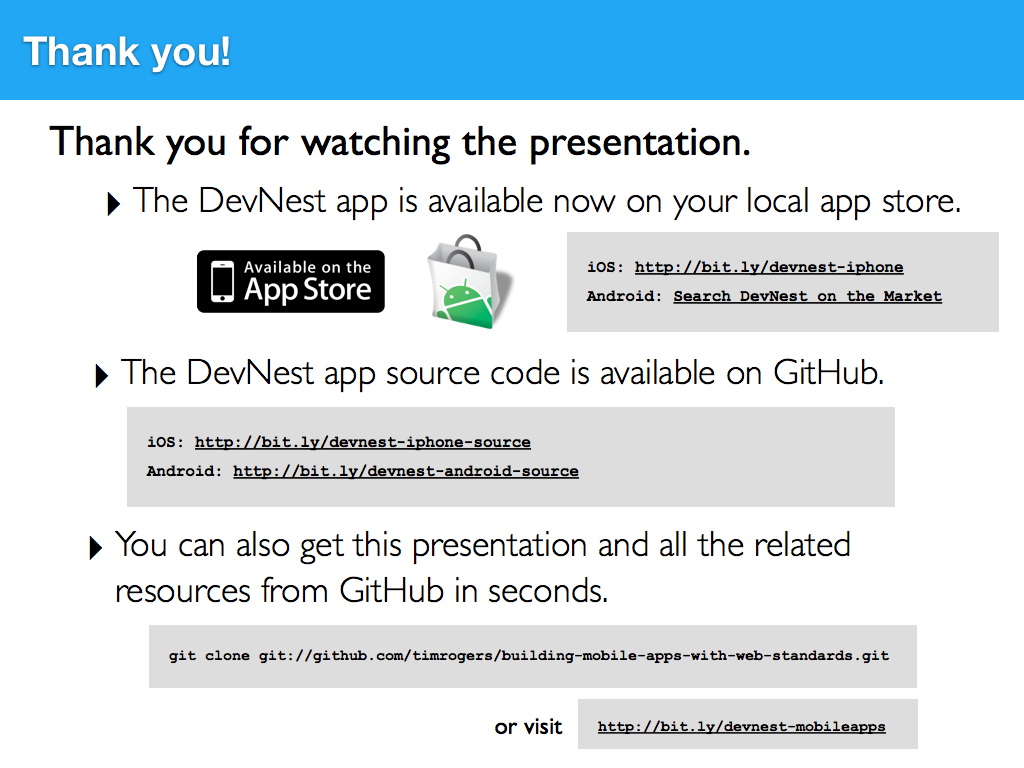 Thank you!
Thank you for watching the presentation.
The DevNest app is available now on your local app store.
Available on the
App Store
iOS: http://bit.ly/devnest-iphone
Android: Search DevNest on the Market
The DevNest app source code is available on GitHub.
iOS: http://bit.ly/devnest-iphone-source
Android: http://bit.ly/devnest-android-source
You can also get this presentation and all the related
resources from GitHub in seconds.
git clone git://github.com/timrogers/building-mobile-apps-with-web-standards.git
or visit http://bit.ly/devnest-mobileapps